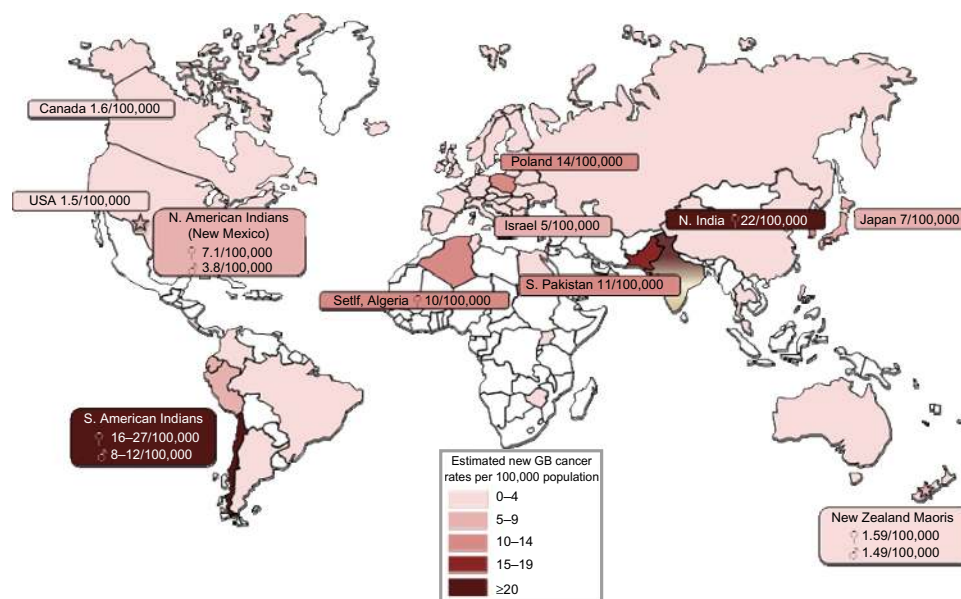 Canada 1.6/100,000
USA 1.5/100,000
N. American Indians
(New Mexico)
♀ 7.1/100,000
♂ 3.8/100,000
Poland 14/100,000
Israel 5/100,000
N. India ♀ 22/100,000
Japan 7/100,000
S. Pakistan 11/100,000
Setlf, Algeria ♀ 10/100,000
S. American Indians
♀ 16–27/100,000
♂ 8–12/100,000
New Zealand Maoris
♀ 1.59/100,000
♂ 1.49/100,000
Estimated new GB cancer
rates per 100,000 population
0–4
5–9
10–14
15–19
≥20